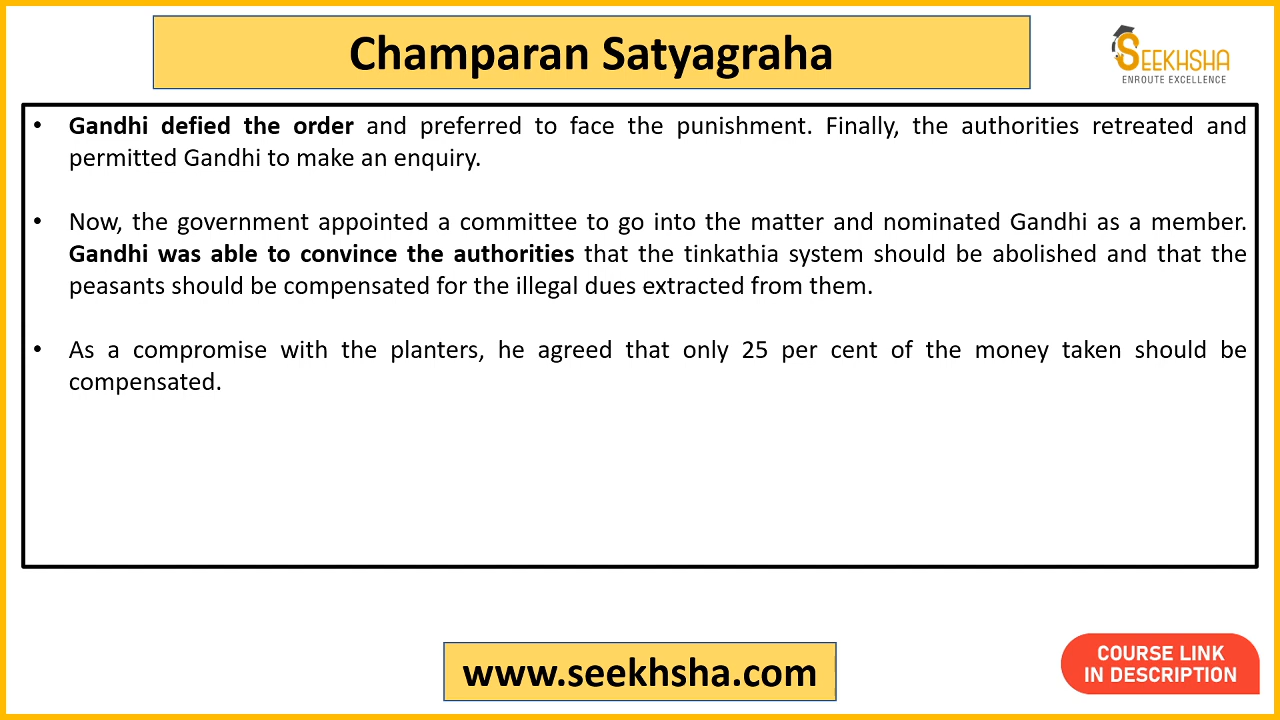 Champaran Satyagraha
SEEKHSHA
ENROUTE EXCELLENCE
• Gandhi defied the order and preferred to face the punishment. Finally, the authorities retreated and
permitted Gandhi to make an enquiry.
• Now, the government appointed a committee to go into the matter and nominated Gandhi as a member.
Gandhi was able to convince the authorities that the tinkathia system should be abolished and that the
peasants should be compensated for the illegal dues extracted from them.
• As a compromise with the planters, he agreed that only 25 per cent of the money taken should be
compensated.
www.seekhsha.com
COURSE LINK
IN DESCRIPTION